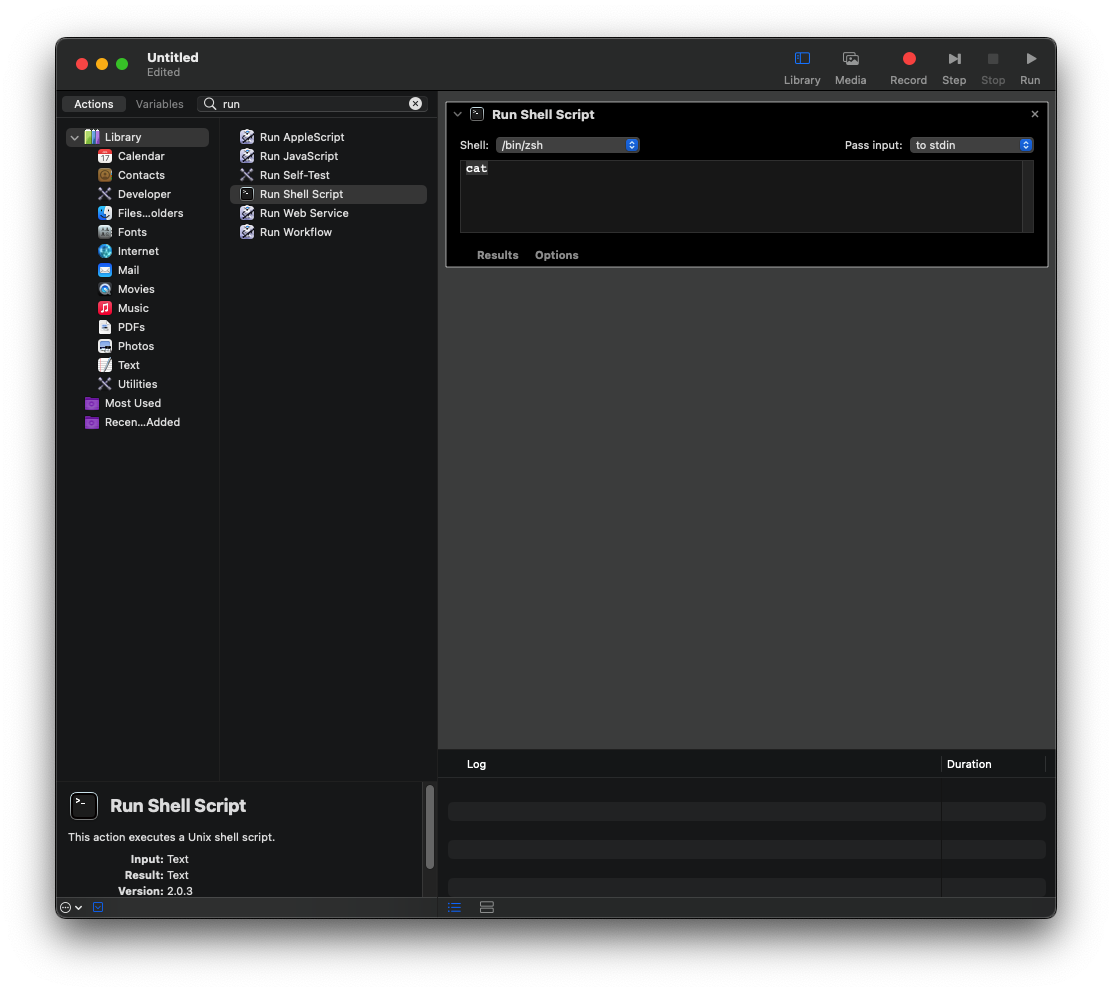 Untitled
Edited
Library
Media
Record
Step
Stop
Run
Actions
Variables
run
Library
Calendar
Contacts
Developer
Files...olders
Fonts
Internet
Mail
Movies
Music
PDFs
Photos
Text
Utilities
Most Used
Recen...Added
Run AppleScript
Run JavaScript
Run Self-Test
Run Shell Script
Run Web Service
Run Workflow
Run Shell Script
Shell: /bin/zsh
Pass input: to stdin
cat
Results
Options
Log
Duration
Run Shell Script
This action executes a Unix shell script.
Input: Text
Result: Text
Version: 2.0.3